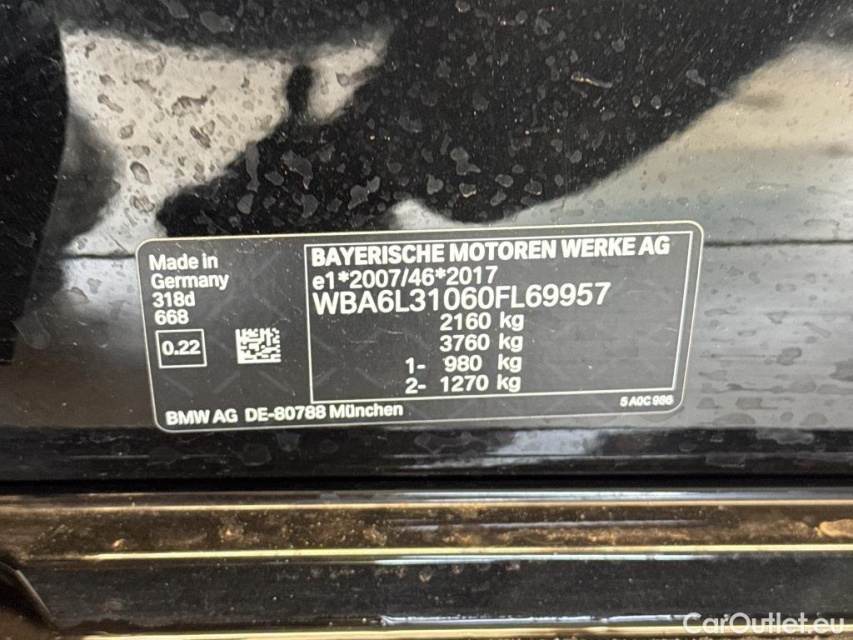 Made in
Germany
318d
668
0.22
BAYERISCHE MOTOREN WERKE AG
e1*2007/46*2017
WBA6L31060FL69957
2160 kg
3760 kg
1- 980 kg
2- 1270 kg
BMW AG DE-80788 München
5 A0C 986
CarOutlet.eu